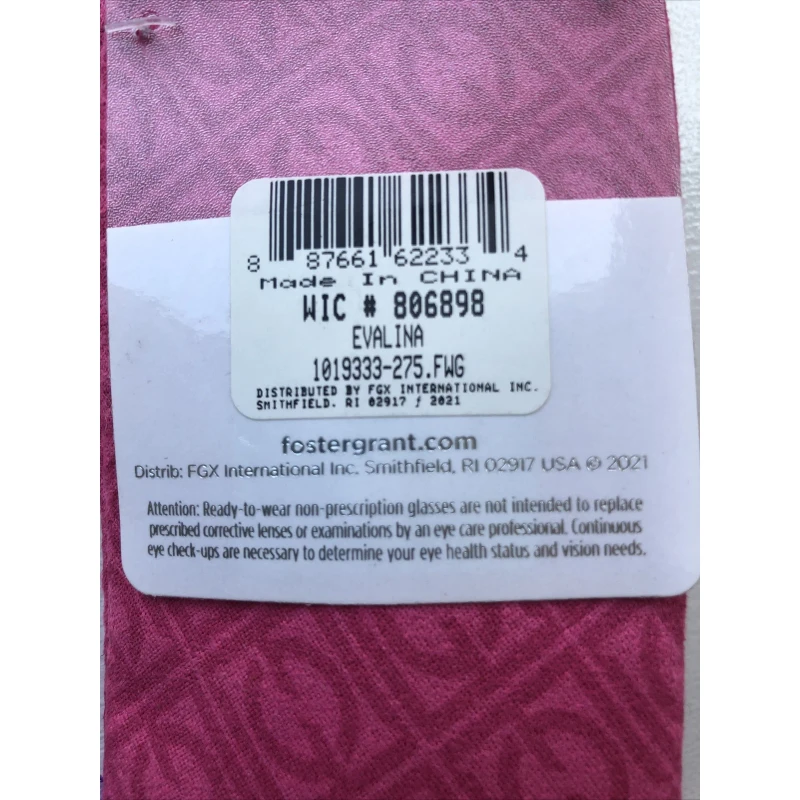 8 87661 62233 4
Made In CHINA
WIC # 806898
EVALINA
1019333-275.FWG
DISTRIBUTED BY FGX INTERNATIONAL INC.
SMITHFIELD. RI 02917 / 2021
fostergrant.com
Distrib: FGX International Inc. Smithfield, RI 02917 USA © 2021
Attention: Ready-to-wear non-prescription glasses are not intended to replace
prescribed corrective lenses or examinations by an eye care professional. Continuous
eye check-ups are necessary to determine your eye health status and vision needs.